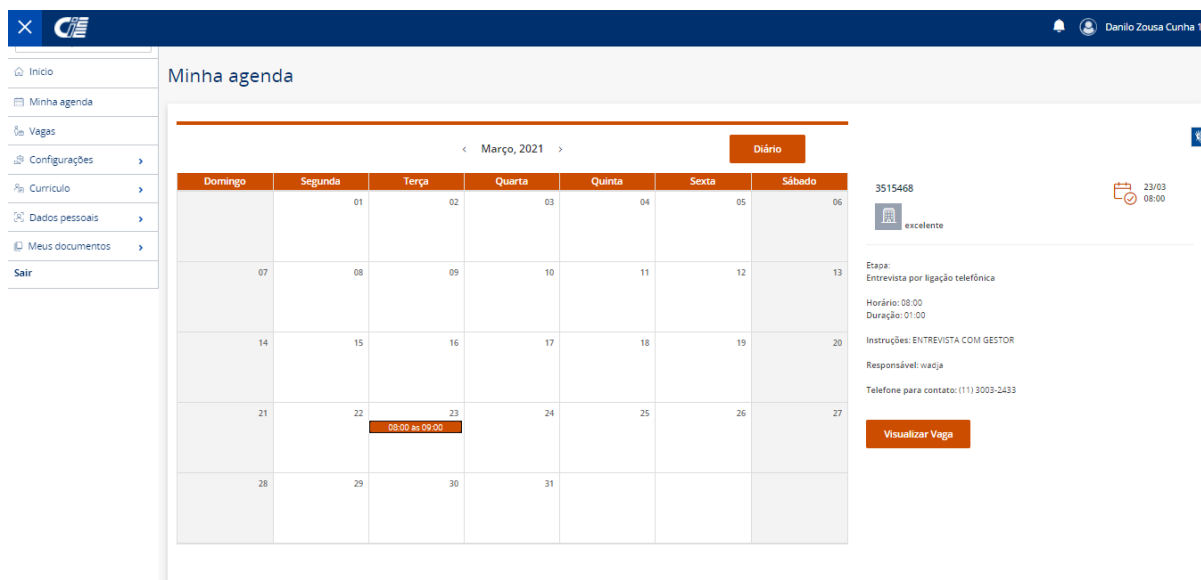 CIEE
Danilo Zousa Cunha 1
Início
Minha agenda
Vagas
Configurações
Currículo
Dados pessoais
Meus documentos
Sair
Minha agenda
Março, 2021
Diário
Domingo Segunda Terça Quarta Quinta Sexta Sábado
01 02 03 04 05 06
07 08 09 10 11 12 13
14 15 16 17 18 19 20
21 22 23 24 25 26 27
08:00 as 09:00
28 29 30 31
3515468
23/03
08:00
excelente
Etapa:
Entrevista por ligação telefônica
Horário: 08:00
Duração: 01:00
Instruções: ENTREVISTA COM GESTOR
Responsável: wadja
Telefone para contato: (11) 3003-2433
Visualizar Vaga